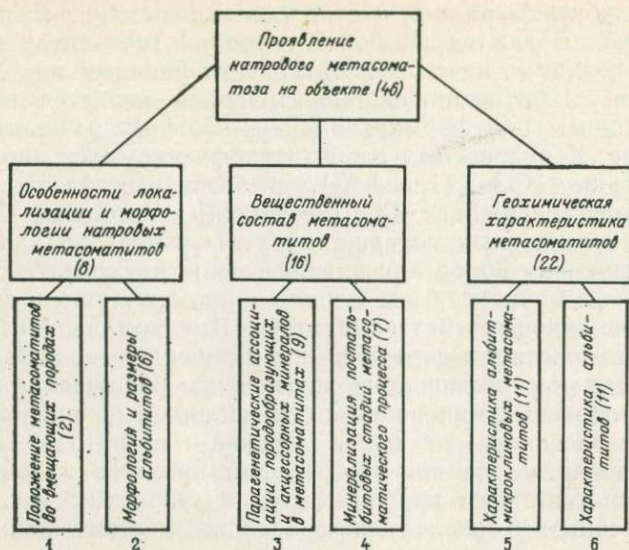 Проявление
натрового метасома-
тоза на объекте (46)
Особенности лока-
лизации и морфо-
логии натровых
метасоматитов
(8)
Вещественный
состав метасома-
титов
(16)
Геохимическая
характеристика
метасоматитов
(22)
Положение метасоматитов
во вмещающих породах
(2)
Морфология и размеры
альбититов (6)
Парагенетические ассоци-
ации породообразующих
и акцессорных минералов
в метасоматитах (9)
Минерализация постальби-
титовых стадий метасо-
матического процесса (7)
Характеристика альбит-
микроклиновых метасома-
титов (11)
Характеристика альби-
титов (11)
1
2
3
4
5
6